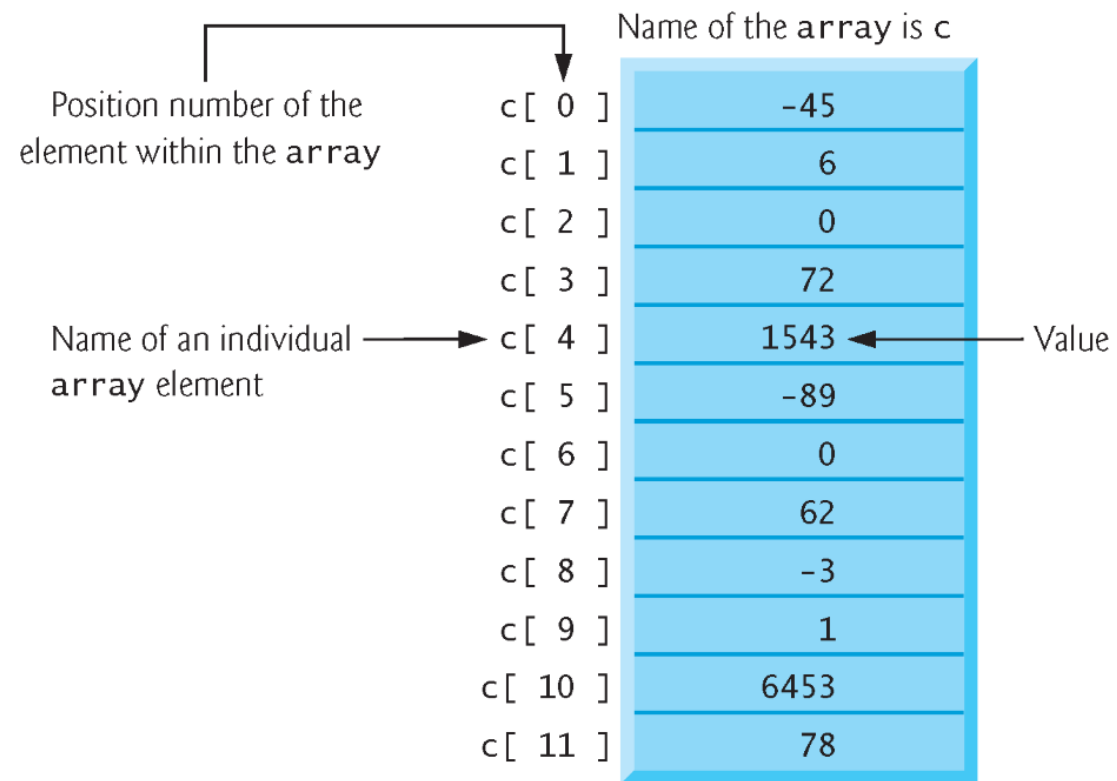 Name of the array is c
Position number of the
element within the array
c[ 0 ] -45
c[ 1 ] 6
c[ 2 ] 0
c[ 3 ] 72
Name of an individual
array element
c[ 4 ] 1543
Value
c[ 5 ] -89
c[ 6 ] 0
c[ 7 ] 62
c[ 8 ] -3
c[ 9 ] 1
c[ 10 ] 6453
c[ 11 ] 78